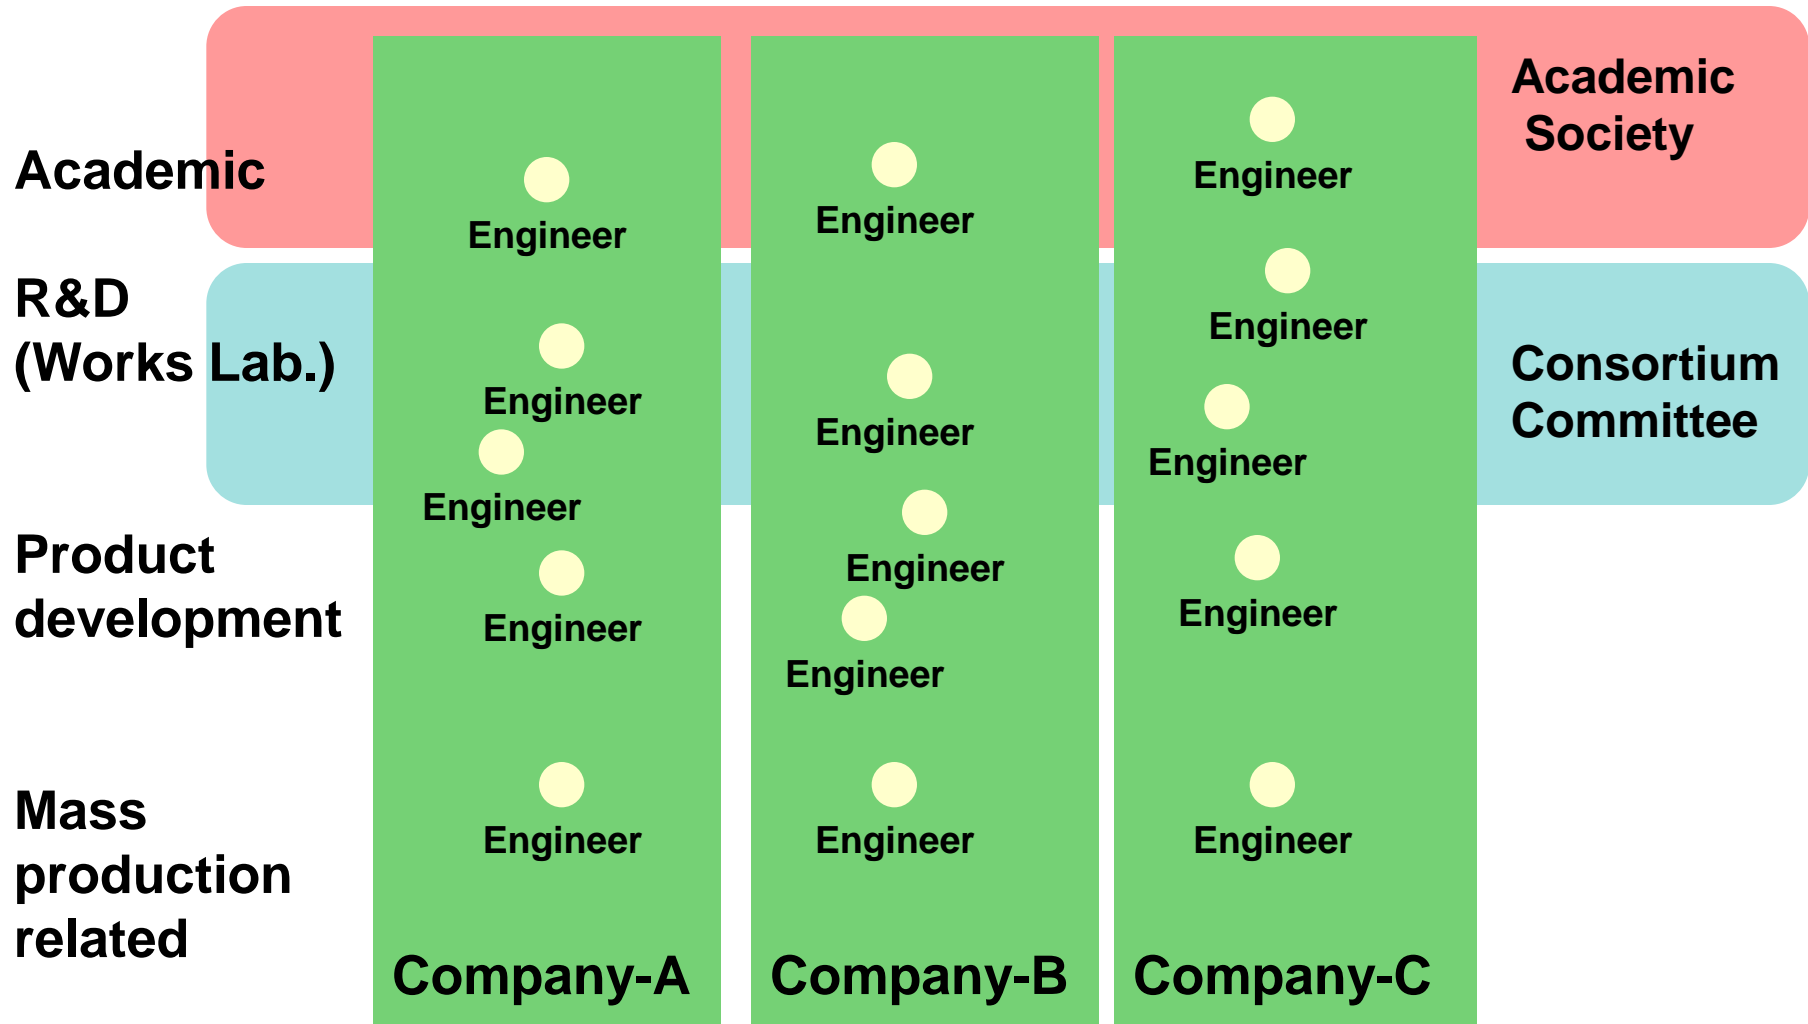 Academic
R&D
(Works Lab.)
Product
development
Mass
production
related
Engineer
Engineer
Engineer
Engineer
Engineer
Company-A
Engineer
Engineer
Engineer
Engineer
Engineer
Company-B
Engineer
Engineer
Engineer
Engineer
Engineer
Company-C
Academic
Society
Consortium
Committee